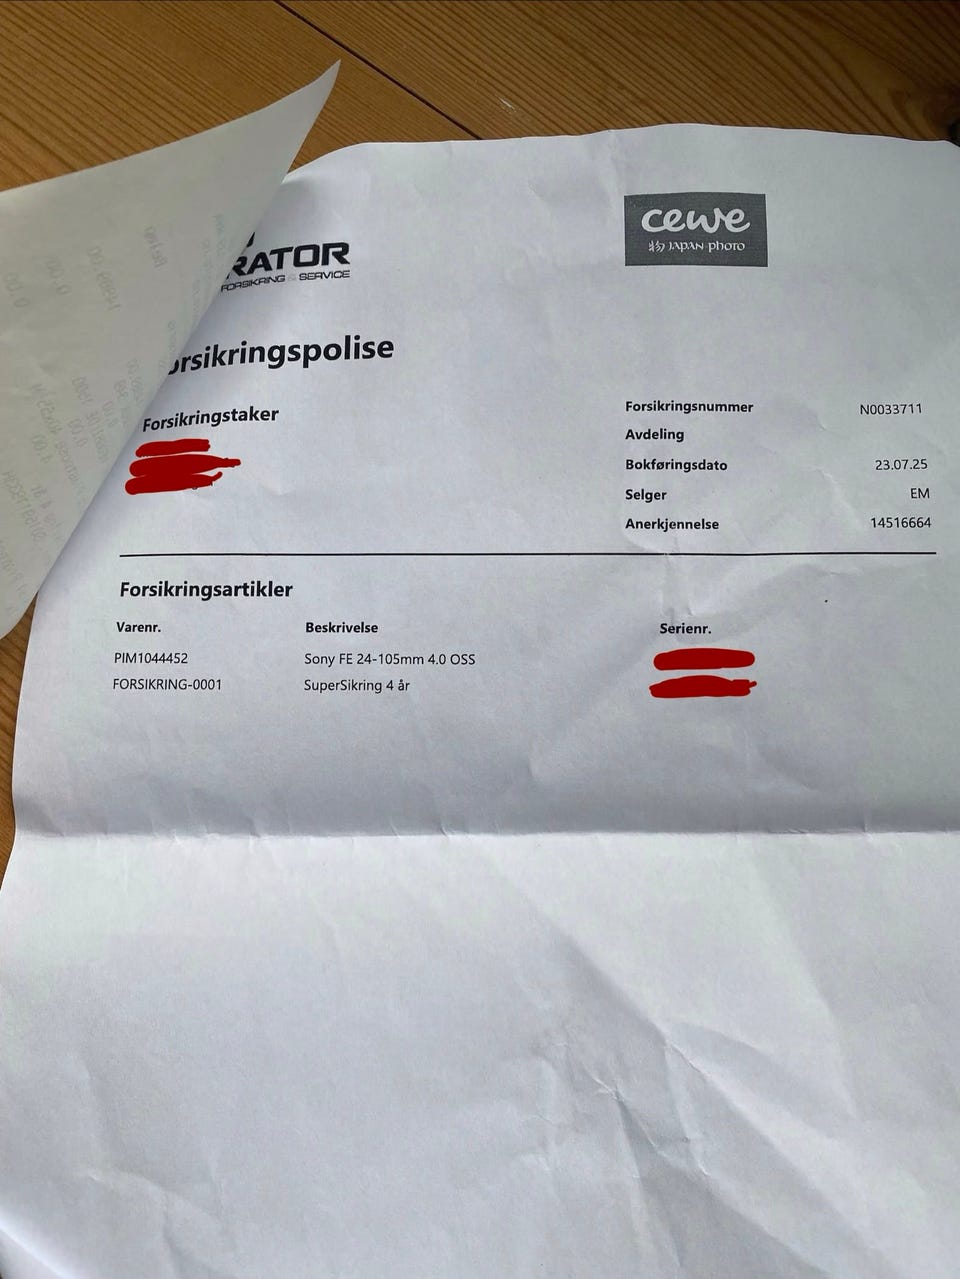 cewe
JAPAN PHOTO
RATOR
FORSIKRING & SERVICE
orsikringspolise
Forsikringstaker
Forsikringsnummer N0033711
Avdeling
Bokføringsdato 23.07.25
Selger EM
Anerkjennelse 14516664
Forsikringsartikler
Varenr. Beskrivelse Serienr.
PIM1044452 Sony FE 24-105mm 4.0 OSS
FORSIKRING-0001 SuperSikring 4 år